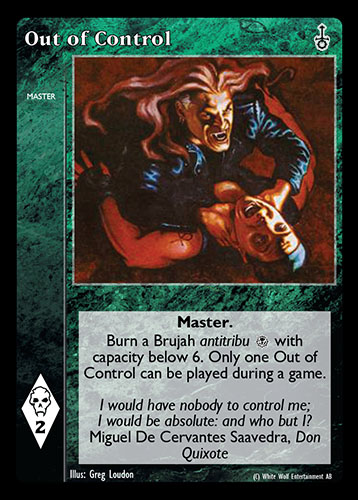 Out of Control
MASTER
Master.
Burn a Brujah antitribu with
capacity below 6. Only one Out of
Control can be played during a game.
I would have nobody to control me;
I would be absolute: and who but I?
Miguel De Cervantes Saavedra, Don
Quixote
2
Illus: Greg Loudon
(C) White Wolf Entertainment AB